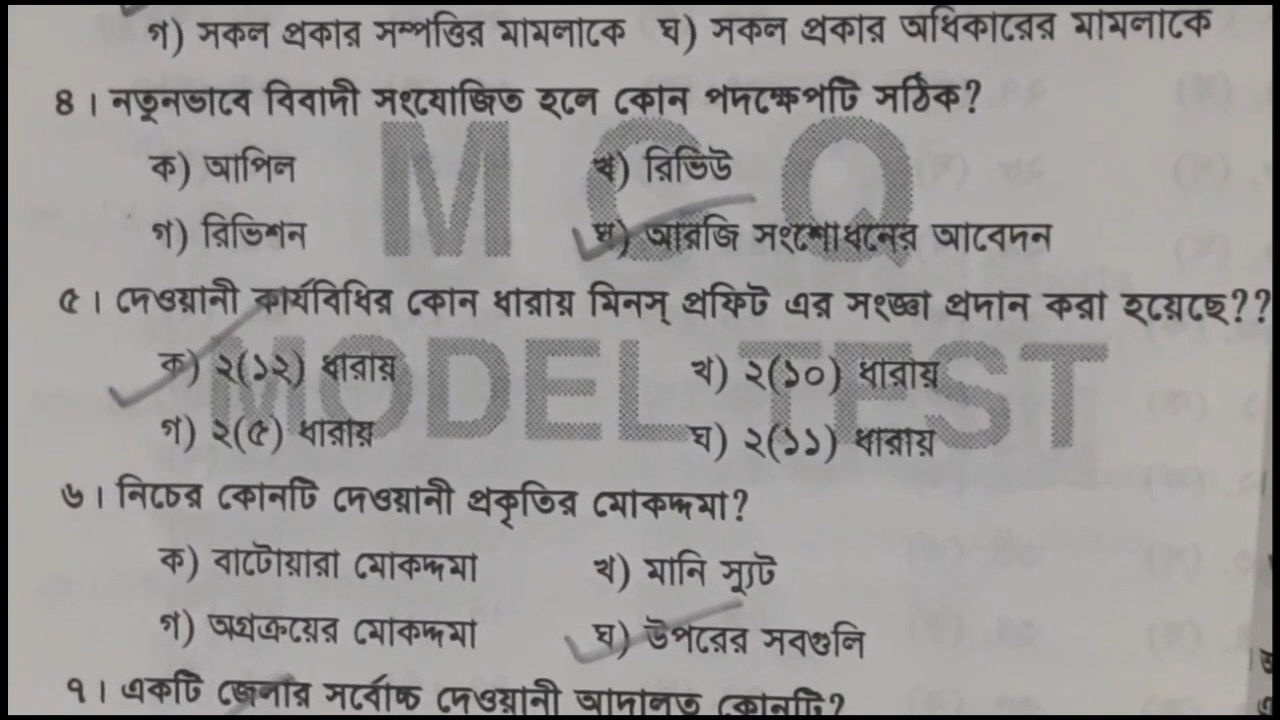 গ) সকল প্রকার সম্পত্তির মামলাকে ঘ) সকল প্রকার অধিকারের মামলাকে
৪। নতুনভাবে বিবাদী সংযোজিত হলে কোন পদক্ষেপটি সঠিক?
ক) আপিল খ) রিভিউ
গ) রিভিশন ঘ) আরজি সংশোধনের আবেদন
৫। দেওয়ানী কার্যবিধির কোন ধারায় মিনস্ প্রফিট এর সংজ্ঞা প্রদান করা হয়েছে??
ক) ২(১২) ধারায় খ) ২(১০) ধারায়
গ) ২(৫) ধারায় ঘ) ২(১১) ধারায়
৬। নিচের কোনটি দেওয়ানী প্রকৃতির মোকদ্দমা?
ক) বাটোয়ারা মোকদ্দমা খ) মানি স্যুট
গ) অগ্রক্রয়ের মোকদ্দমা ঘ) উপরের সবগুলি
৭। একটি জেলার সর্বোচ্চ দেওয়ানী আদালত কোনটি?
MCQ
MODEL TEST